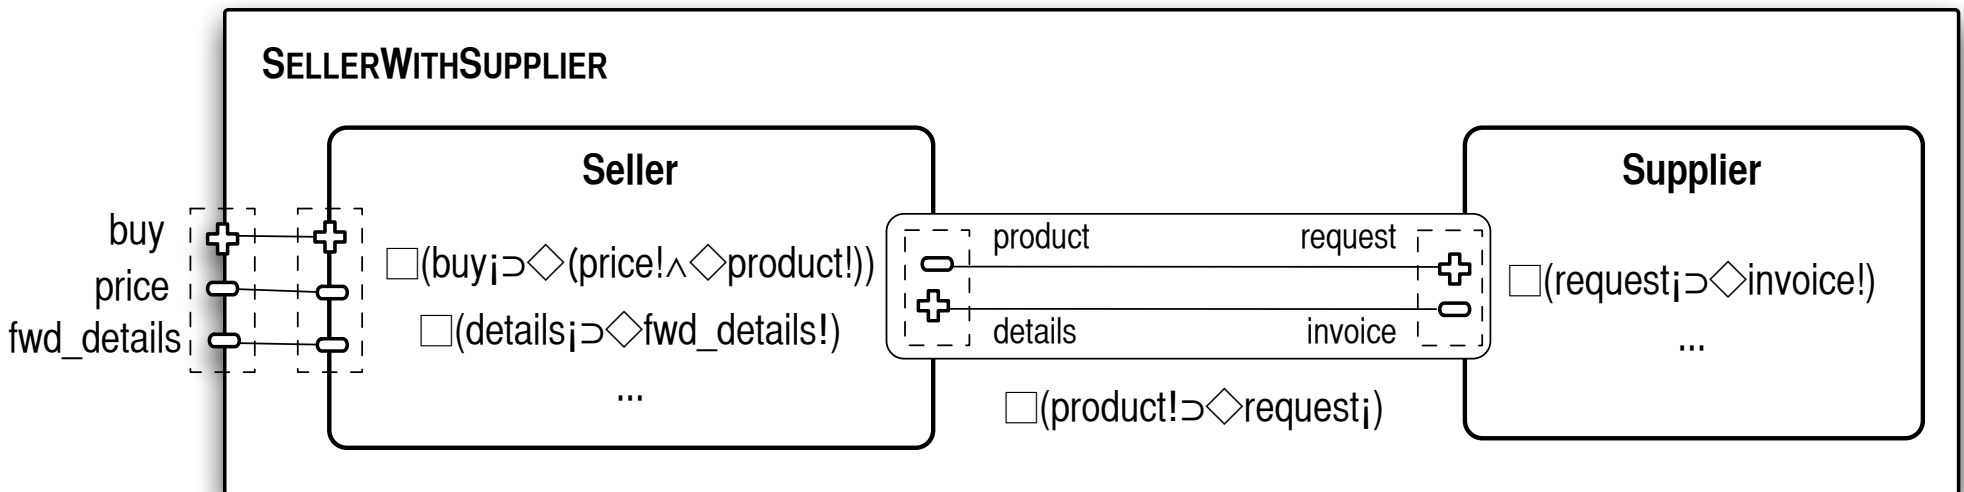 SELLERWITHSUPPLIER
Seller
Supplier
buy
price
fwd_details
□(buy¡⊃◇(price!∧◇product!))
□(details¡⊃◇fwd_details!)
...
product
request
details
invoice
□(product!⊃◇request¡)
□(request¡⊃◇invoice!)
...